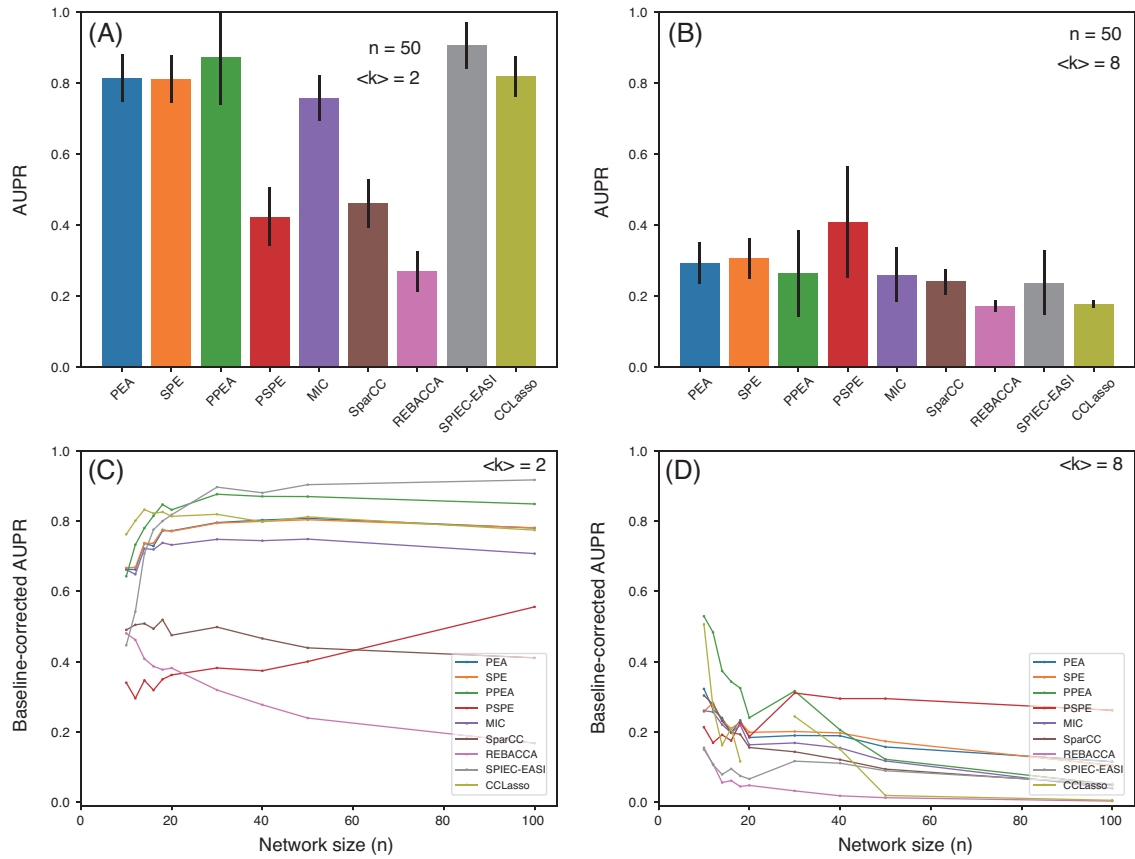 (A)
n = 50
<k> = 2
AUPR
1.0
0.8
0.6
0.4
0.2
0.0
PEA
SPE
PPEA
PSPE
MIC
SparCC
REBACCA
SPIEC-EASI
CCLasso
(B)
n = 50
<k> = 8
AUPR
1.0
0.8
0.6
0.4
0.2
0.0
PEA
SPE
PPEA
PSPE
MIC
SparCC
REBACCA
SPIEC-EASI
CCLasso
(C)
<k> = 2
Baseline-corrected AUPR
1.0
0.8
0.6
0.4
0.2
0.0
PEA
SPE
PPEA
PSPE
MIC
SparCC
REBACCA
SPIEC-EASI
CCLasso
0
20
40
60
80
100
Network size (n)
(D)
<k> = 8
Baseline-corrected AUPR
1.0
0.8
0.6
0.4
0.2
0.0
PEA
SPE
PPEA
PSPE
MIC
SparCC
REBACCA
SPIEC-EASI
CCLasso
0
20
40
60
80
100
Network size (n)